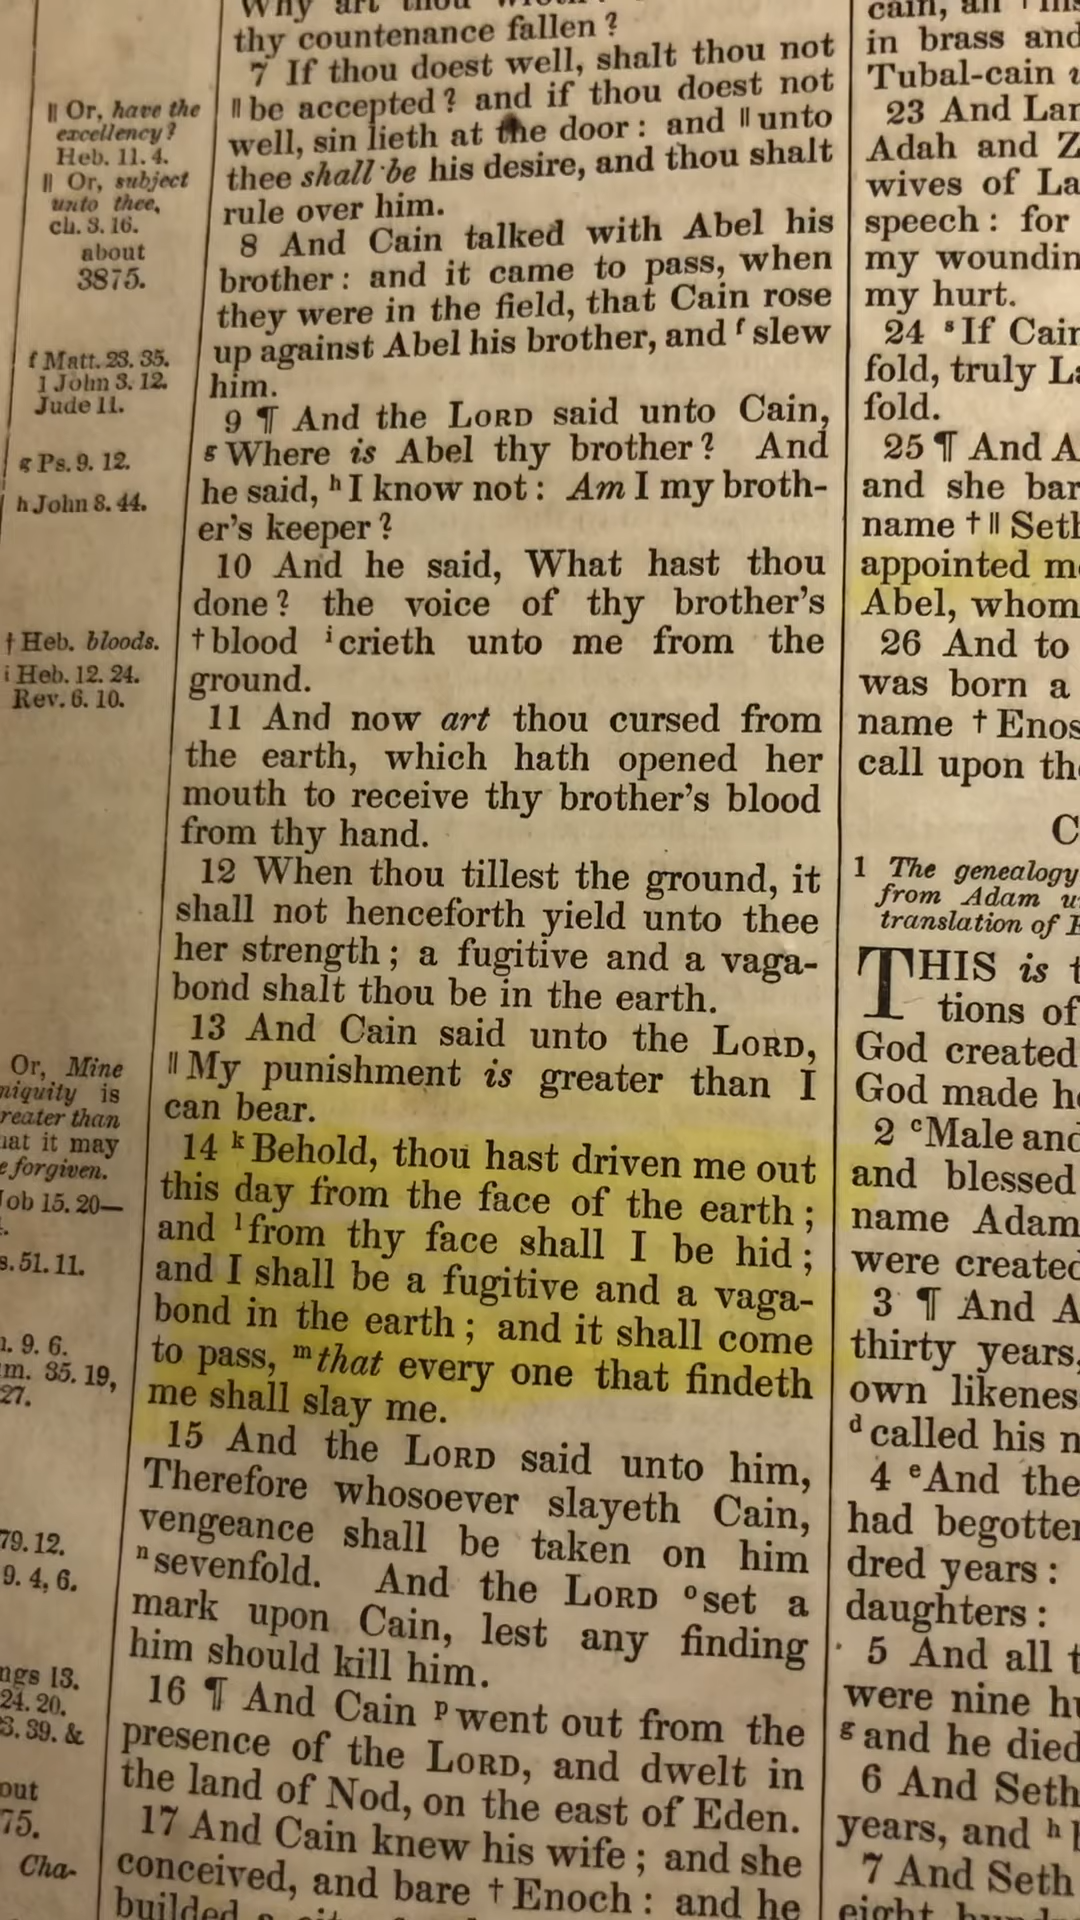 thy countenance fallen ?
7 If thou doest well, shalt thou not
‖ be accepted ? and if thou doest not
well, sin lieth at the door : and ‖ unto
thee shall be his desire, and thou shalt
rule over him.
8 And Cain talked with Abel his
brother : and it came to pass, when
they were in the field, that Cain rose
up against Abel his brother, and f slew
him.
9 ¶ And the LORD said unto Cain,
g Where is Abel thy brother ? And
he said, h I know not : Am I my broth-
er's keeper ?
10 And he said, What hast thou
done ? the voice of thy brother's
† blood i crieth unto me from the
ground.
11 And now art thou cursed from
the earth, which hath opened her
mouth to receive thy brother's blood
from thy hand.
12 When thou tillest the ground, it
shall not henceforth yield unto thee
her strength ; a fugitive and a vaga-
bond shalt thou be in the earth.
13 And Cain said unto the LORD,
‖ My punishment is greater than I
can bear.
14 k Behold, thou hast driven me out
this day from the face of the earth ;
and l from thy face shall I be hid ;
and I shall be a fugitive and a vaga-
bond in the earth ; and it shall come
to pass, m that every one that findeth
me shall slay me.
15 And the LORD said unto him,
Therefore whosoever slayeth Cain,
vengeance shall be taken on him
n sevenfold. And the LORD o set a
mark upon Cain, lest any finding
him should kill him.
16 ¶ And Cain p went out from the
presence of the LORD, and dwelt in
the land of Nod, on the east of Eden.
17 And Cain knew his wife ; and she
conceived, and bare † Enoch : and he
‖ Or, have the
excellency ?
Heb. 11. 4.
‖ Or, subject
unto thee,
ch. 3. 16.
about
3875.
f Matt. 23. 35.
1 John 3. 12.
Jude 11.
g Ps. 9. 12.
h John 8. 44.
† Heb. bloods.
i Heb. 12. 24.
Rev. 6. 10.
Or, Mine
is
than
it may
forgiven.
15. 20—
51. 11.
9. 6.
35. 19,
27.
79. 12.
9. 4, 6.
13.
24. 20.
39. &
75.
Cha-
in brass and
Tubal-cain
23 And
Adah and
wives of
speech : for
my
my hurt.
24 s If
fold, truly
fold.
25 ¶ And
and she
name † ‖
appointed
Abel, whom
26 And to
was born a
name †
call upon
1 The genealogy
from Adam
translation of
THIS is
tions of
God created
God made
2 c Male and
and blessed
name Adam
were
3 ¶ And
thirty years,
own
d called his
4 e And the
had
dred years :
daughters :
5 And all
were nine
g and he died
6 And Seth
years, and h
7 And Seth